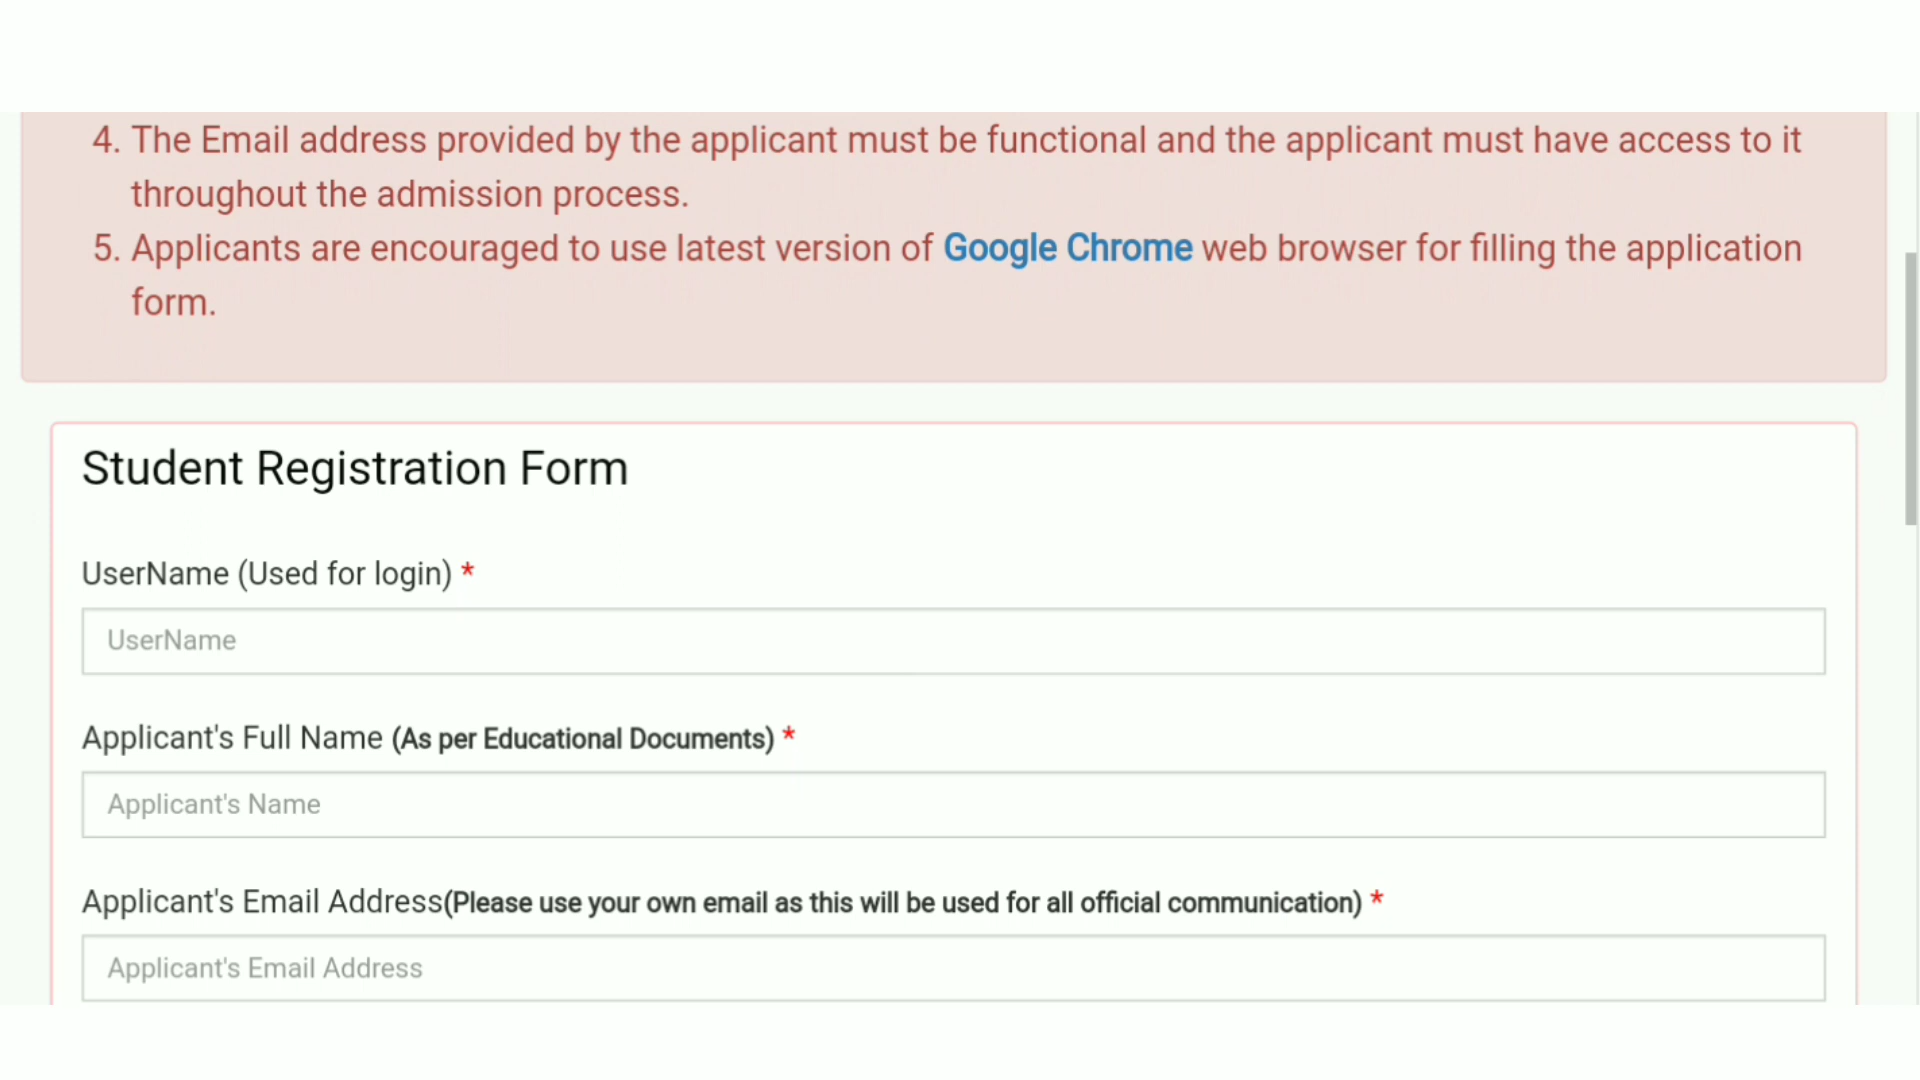 4. The Email address provided by the applicant must be functional and the applicant must have access to it
throughout the admission process.
5. Applicants are encouraged to use latest version of Google Chrome web browser for filling the application
form.
Student Registration Form
UserName (Used for login) *
UserName
Applicant's Full Name (As per Educational Documents) *
Applicant's Name
Applicant's Email Address(Please use your own email as this will be used for all official communication) *
Applicant's Email Address